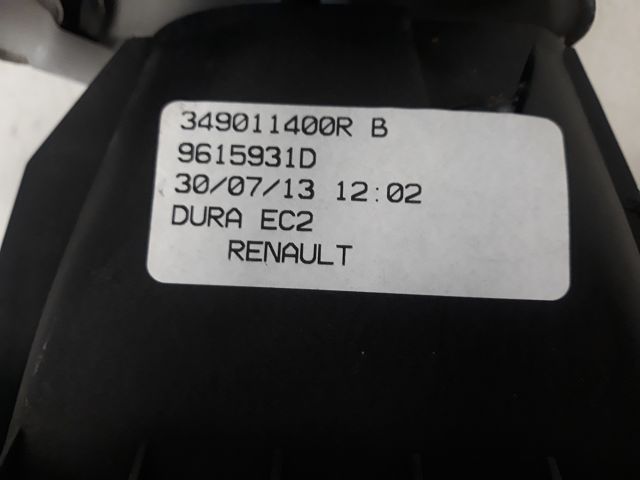 349011400R B
9615931D
30/07/13 12:02
DURA EC2
RENAULT